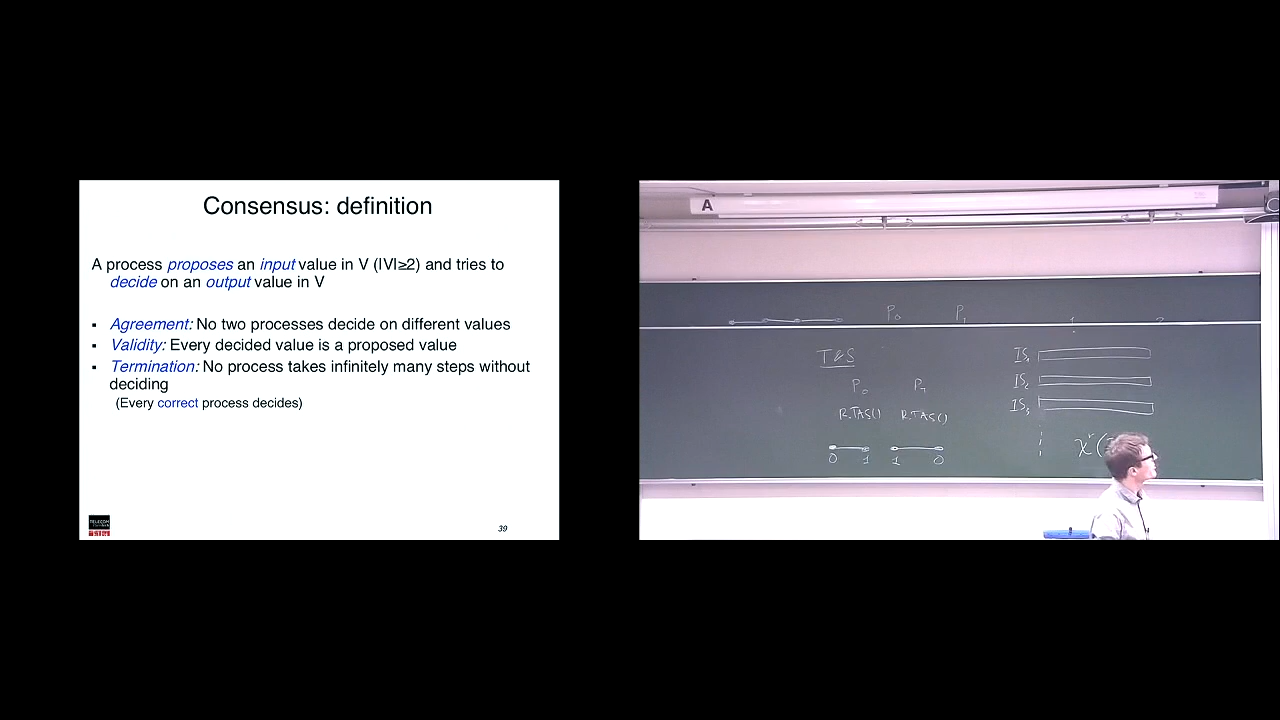 Consensus: definition
A process proposes an input value in V (|V|≥2) and tries to
decide on an output value in V
▪ Agreement: No two processes decide on different values
▪ Validity: Every decided value is a proposed value
▪ Termination: No process takes infinitely many steps without
deciding
(Every correct process decides)
TELECOM
39
A
P₀ P₁
T&S
P₀ P₁
R.TAS() R.TAS()
0 1 1 0
IS₁
IS₂
IS₃
χʳ(